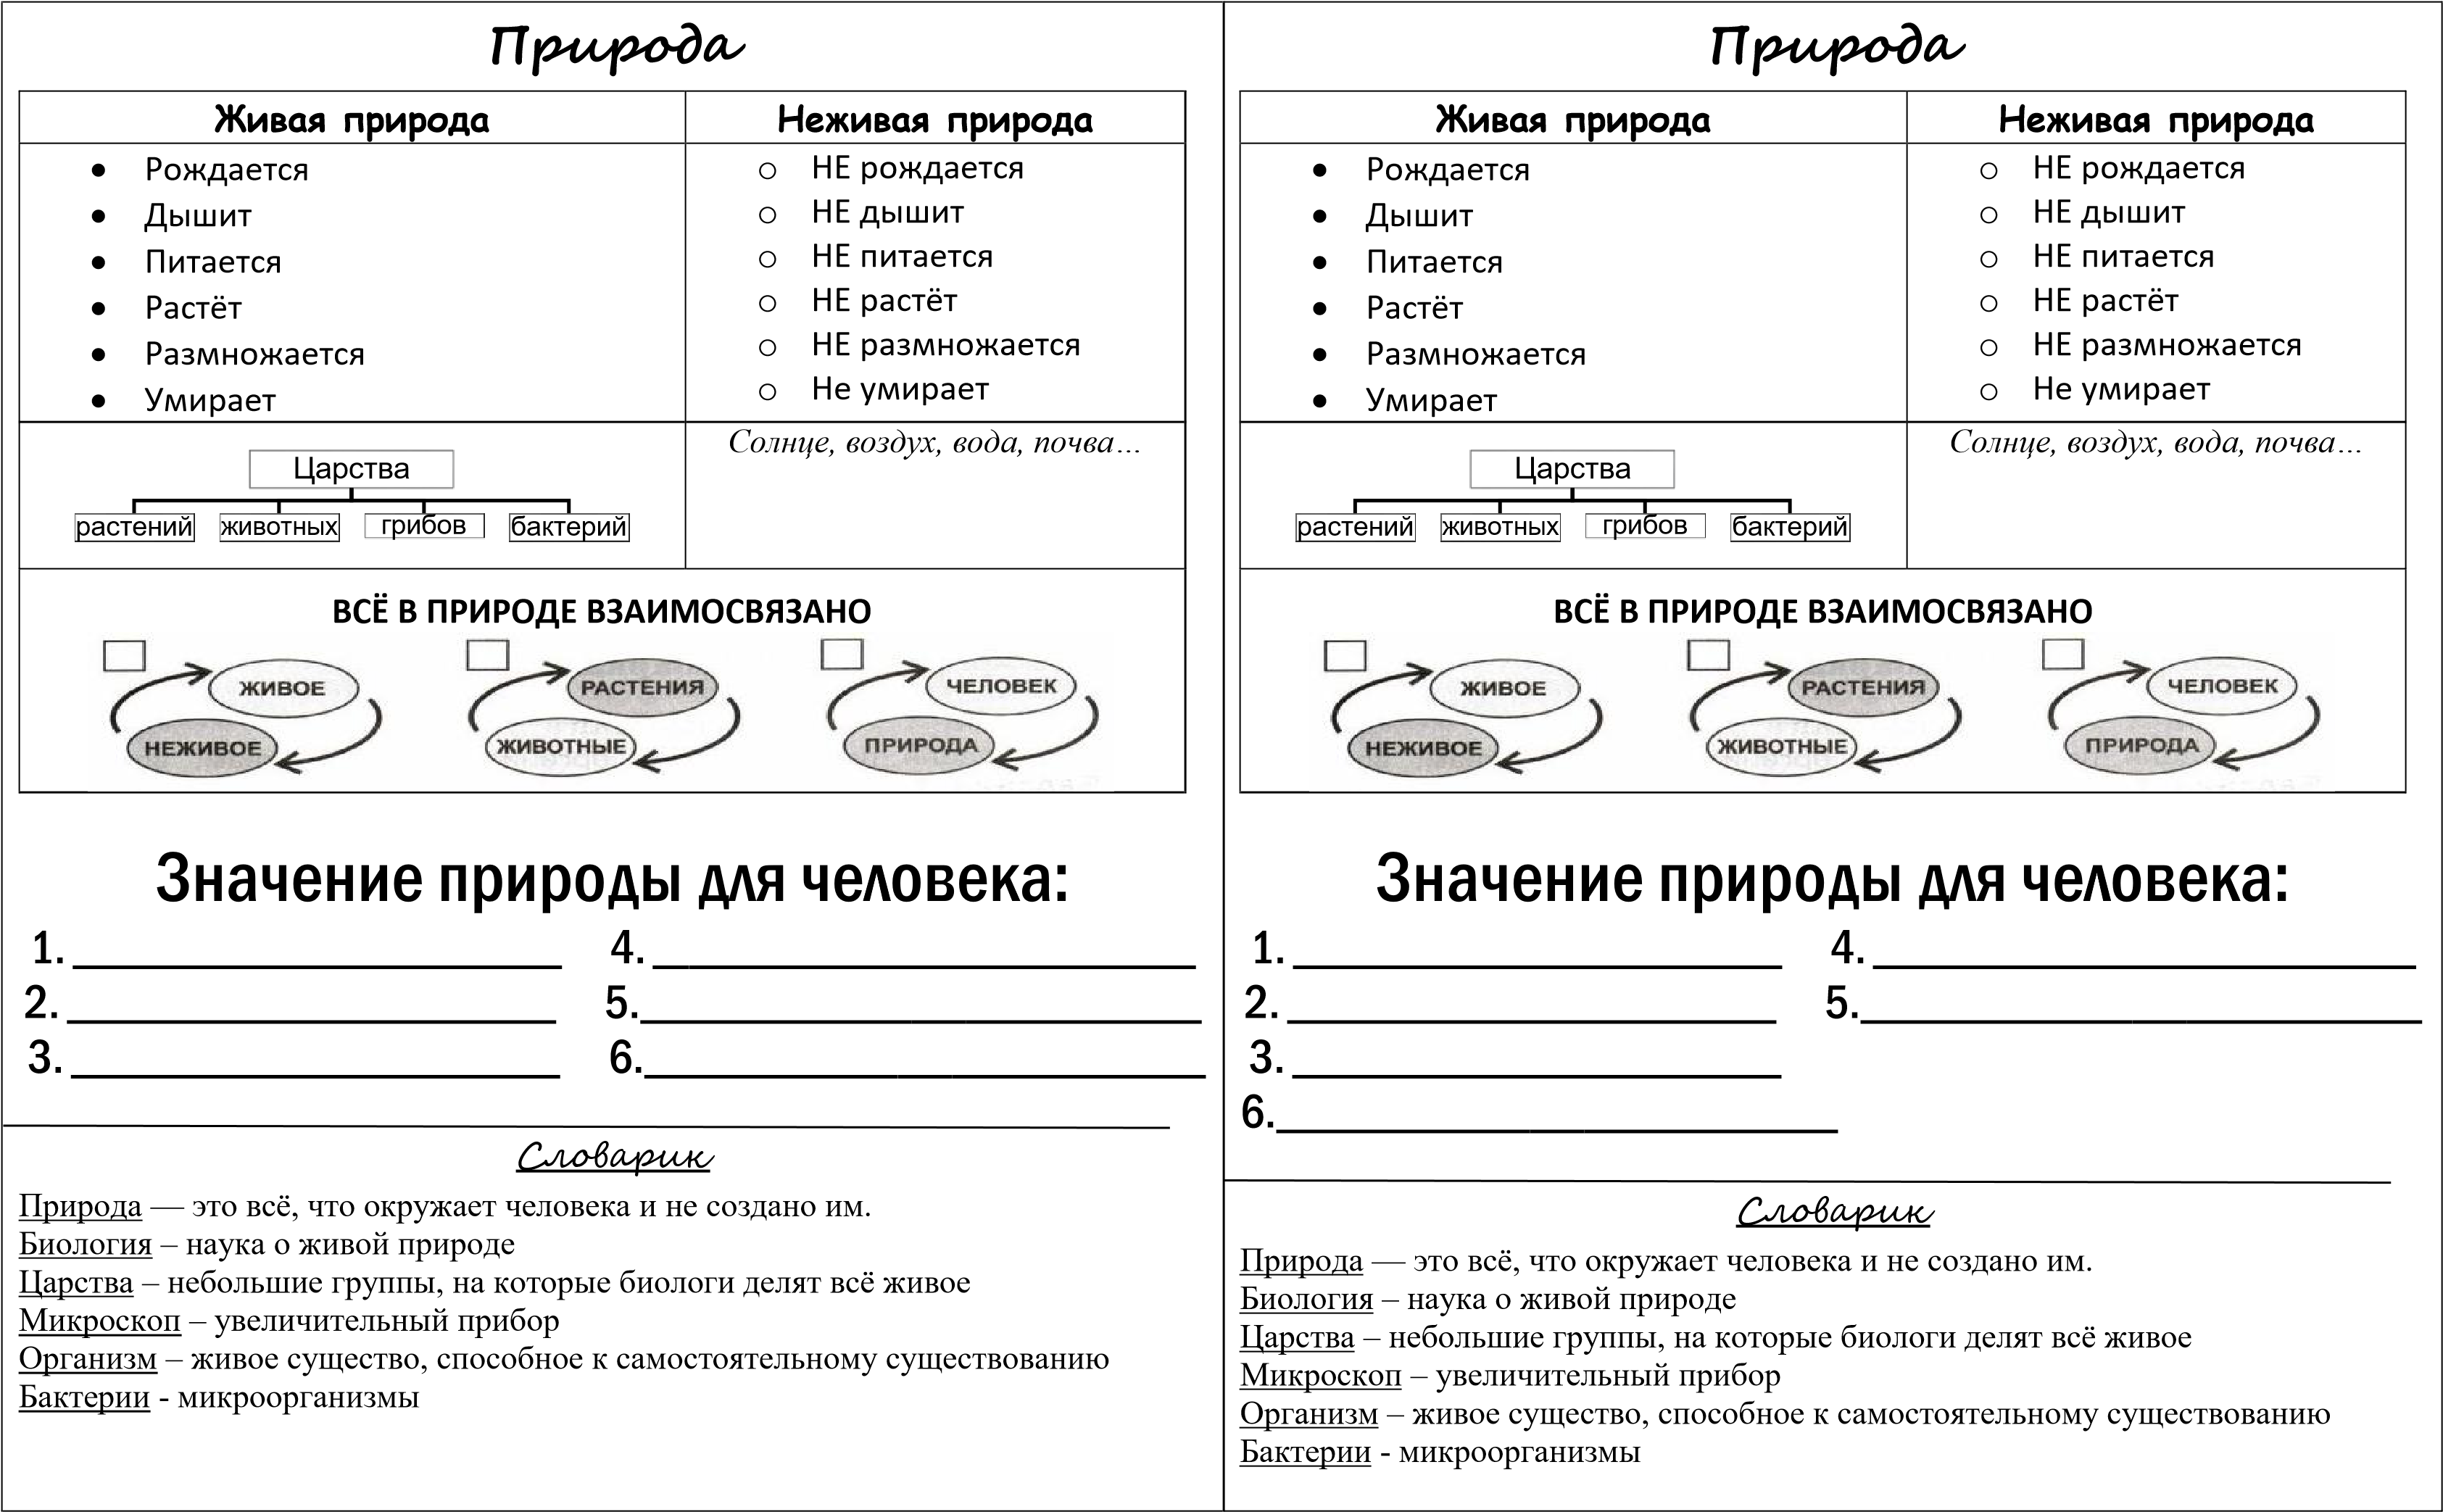 Природа
Живая природа
Неживая природа
Рождается
Дышит
Питается
Растёт
Размножается
Умирает
НЕ рождается
НЕ дышит
НЕ питается
НЕ растёт
НЕ размножается
Не умирает
Царства
растений
животных
грибов
бактерий
Солнце, воздух, вода, почва...
ВСЁ В ПРИРОДЕ ВЗАИМОСВЯЗАНО
ЖИВОЕ
НЕЖИВОЕ
РАСТЕНИЯ
ЖИВОТНЫЕ
ЧЕЛОВЕК
ПРИРОДА
Значение природы для человека:
1. 4.
2. 5.
3. 6.
Словарик
Природа — это всё, что окружает человека и не создано им.
Биология – наука о живой природе
Царства – небольшие группы, на которые биологи делят всё живое
Микроскоп – увеличительный прибор
Организм – живое существо, способное к самостоятельному существованию
Бактерии - микроорганизмы
Природа
Живая природа
Неживая природа
Рождается
Дышит
Питается
Растёт
Размножается
Умирает
НЕ рождается
НЕ дышит
НЕ питается
НЕ растёт
НЕ размножается
Не умирает
Царства
растений
животных
грибов
бактерий
Солнце, воздух, вода, почва...
ВСЁ В ПРИРОДЕ ВЗАИМОСВЯЗАНО
ЖИВОЕ
НЕЖИВОЕ
РАСТЕНИЯ
ЖИВОТНЫЕ
ЧЕЛОВЕК
ПРИРОДА
Значение природы для человека:
1. 4.
2. 5.
3.
6.
Словарик
Природа — это всё, что окружает человека и не создано им.
Биология – наука о живой природе
Царства – небольшие группы, на которые биологи делят всё живое
Микроскоп – увеличительный прибор
Организм – живое существо, способное к самостоятельному существованию
Бактерии - микроорганизмы